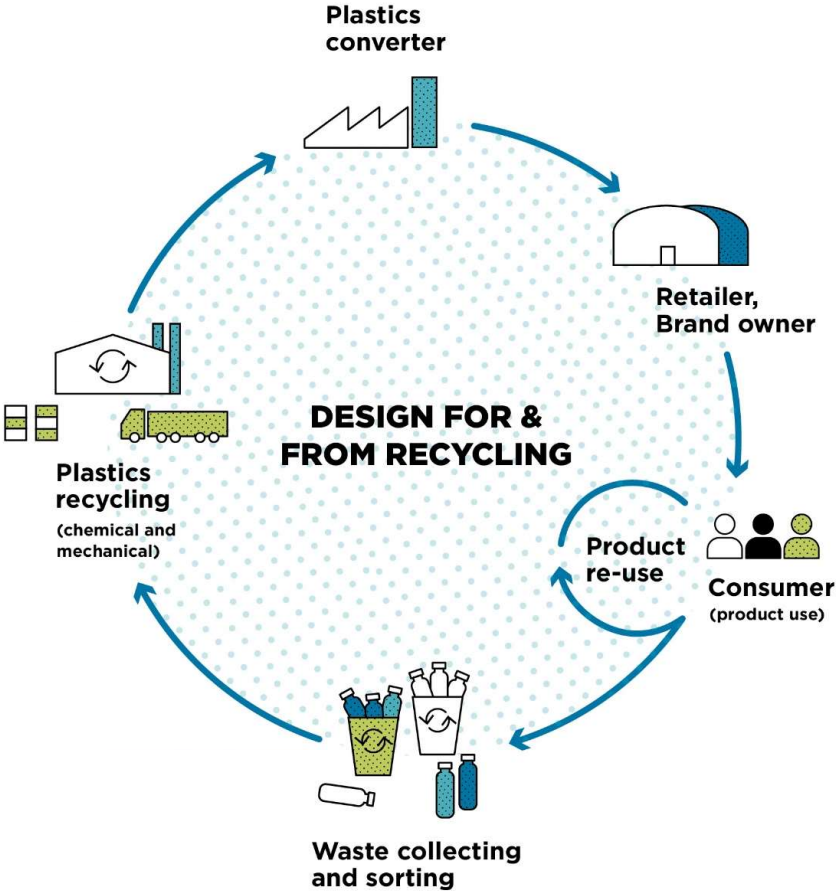 Plastics
converter
Retailer,
Brand owner
DESIGN FOR &
FROM RECYCLING
Plastics
recycling
(chemical and
mechanical)
Product
re-use
Consumer
(product use)
Waste collecting
and sorting